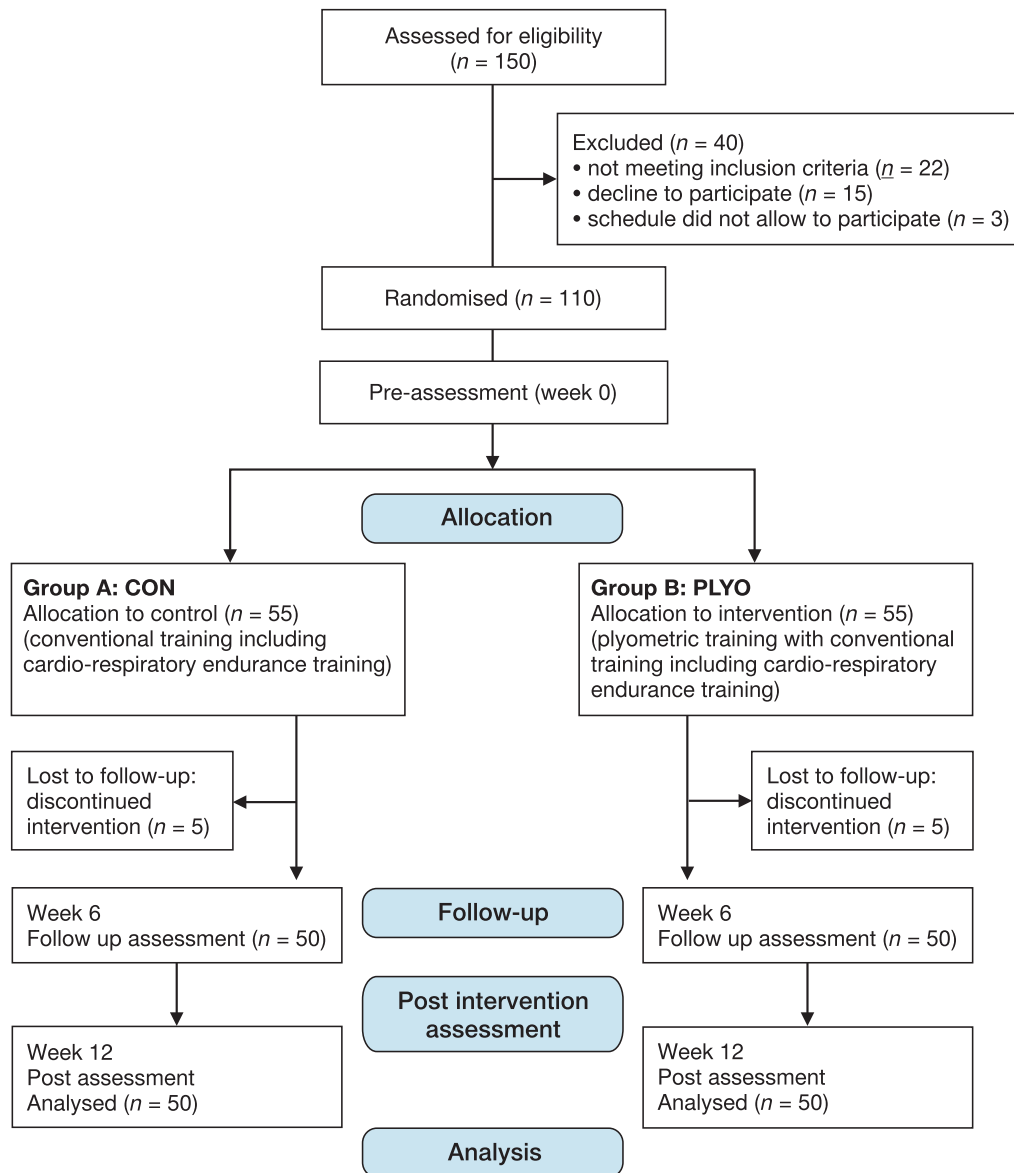 Assessed for eligibility
(n = 150)
Excluded (n = 40)
• not meeting inclusion criteria (n = 22)
• decline to participate (n = 15)
• schedule did not allow to participate (n = 3)
Randomised (n = 110)
Pre-assessment (week 0)
Allocation
Group A: CON
Allocation to control (n = 55)
(conventional training including
cardio-respiratory endurance training)
Group B: PLYO
Allocation to intervention (n = 55)
(plyometric training with conventional
training including cardio-respiratory
endurance training)
Lost to follow-up:
discontinued
intervention (n = 5)
Lost to follow-up:
discontinued
intervention (n = 5)
Week 6
Follow up assessment (n = 50)
Follow-up
Week 6
Follow up assessment (n = 50)
Post intervention
assessment
Week 12
Post assessment
Analysed (n = 50)
Week 12
Post assessment
Analysed (n = 50)
Analysis